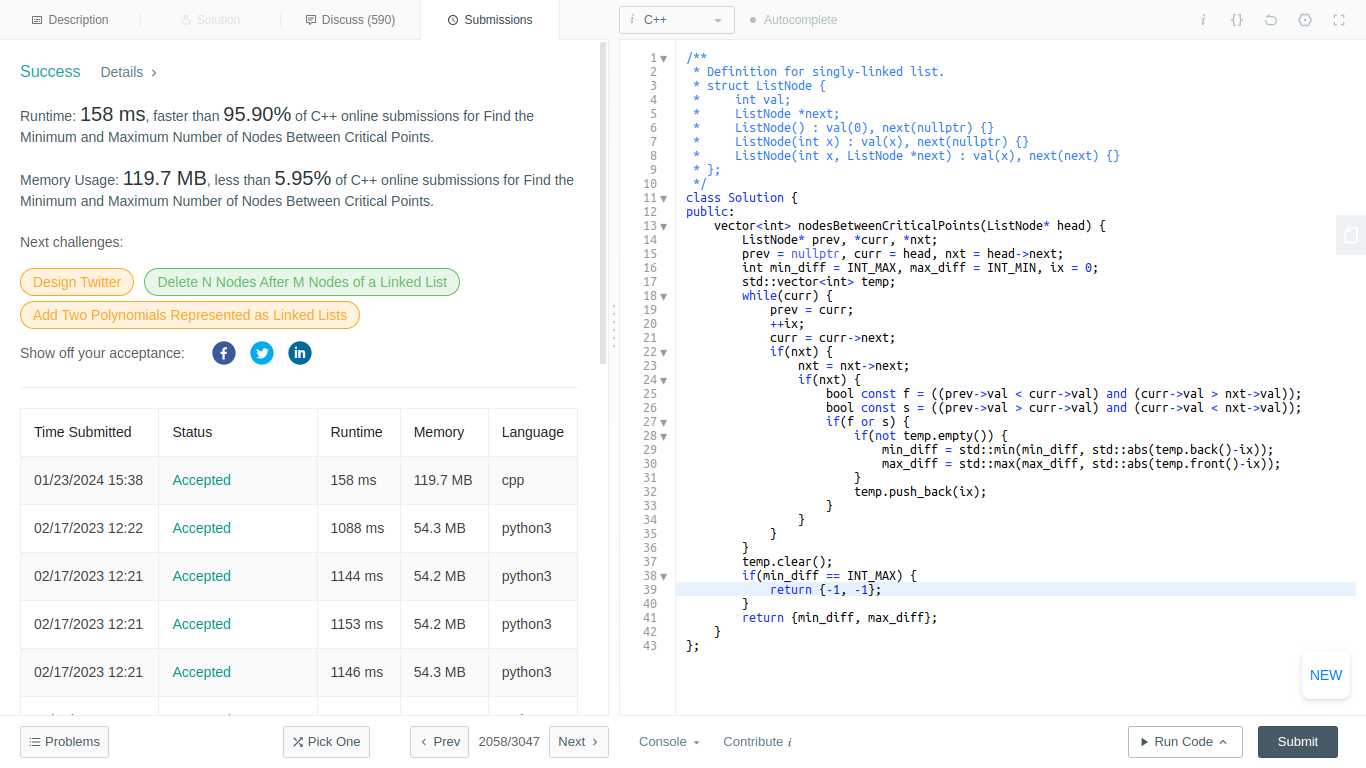 Description
Solution
Discuss (590)
Submissions
i C++
Autocomplete
i {}
Success Details
Runtime: 158 ms, faster than 95.90% of C++ online submissions for Find the
Minimum and Maximum Number of Nodes Between Critical Points.
Memory Usage: 119.7 MB, less than 5.95% of C++ online submissions for Find the
Minimum and Maximum Number of Nodes Between Critical Points.
Next challenges:
Design Twitter
Delete N Nodes After M Nodes of a Linked List
Add Two Polynomials Represented as Linked Lists
Show off your acceptance: f in
Time Submitted Status Runtime Memory Language
01/23/2024 15:38 Accepted 158 ms 119.7 MB cpp
02/17/2023 12:22 Accepted 1088 ms 54.3 MB python3
02/17/2023 12:21 Accepted 1144 ms 54.2 MB python3
02/17/2023 12:21 Accepted 1153 ms 54.2 MB python3
02/17/2023 12:21 Accepted 1146 ms 54.3 MB python3
1 /**
2 * Definition for singly-linked list.
3 * struct ListNode {
4 *     int val;
5 *     ListNode *next;
6 *     ListNode() : val(0), next(nullptr) {}
7 *     ListNode(int x) : val(x), next(nullptr) {}
8 *     ListNode(int x, ListNode *next) : val(x), next(next) {}
9 * };
10 */
11 class Solution {
12 public:
13     vector<int> nodesBetweenCriticalPoints(ListNode* head) {
14         ListNode* prev, *curr, *nxt;
15         prev = nullptr, curr = head, nxt = head->next;
16         int min_diff = INT_MAX, max_diff = INT_MIN, ix = 0;
17         std::vector<int> temp;
18         while(curr) {
19             prev = curr;
20             ++ix;
21             curr = curr->next;
22             if(nxt) {
23                 nxt = nxt->next;
24                 if(nxt) {
25                     bool const f = ((prev->val < curr->val) and (curr->val > nxt->val));
26                     bool const s = ((prev->val > curr->val) and (curr->val < nxt->val));
27                     if(f or s) {
28                         if(not temp.empty()) {
29                             min_diff = std::min(min_diff, std::abs(temp.back()-ix));
30                             max_diff = std::max(max_diff, std::abs(temp.front()-ix));
31                         }
32                         temp.push_back(ix);
33                     }
34                 }
35             }
36         }
37         temp.clear();
38         if(min_diff == INT_MAX) {
39             return {-1, -1};
40         }
41         return {min_diff, max_diff};
42     }
43 };
NEW
Problems
Pick One
Prev
2058/3047
Next
Console
Contribute i
Run Code
Submit